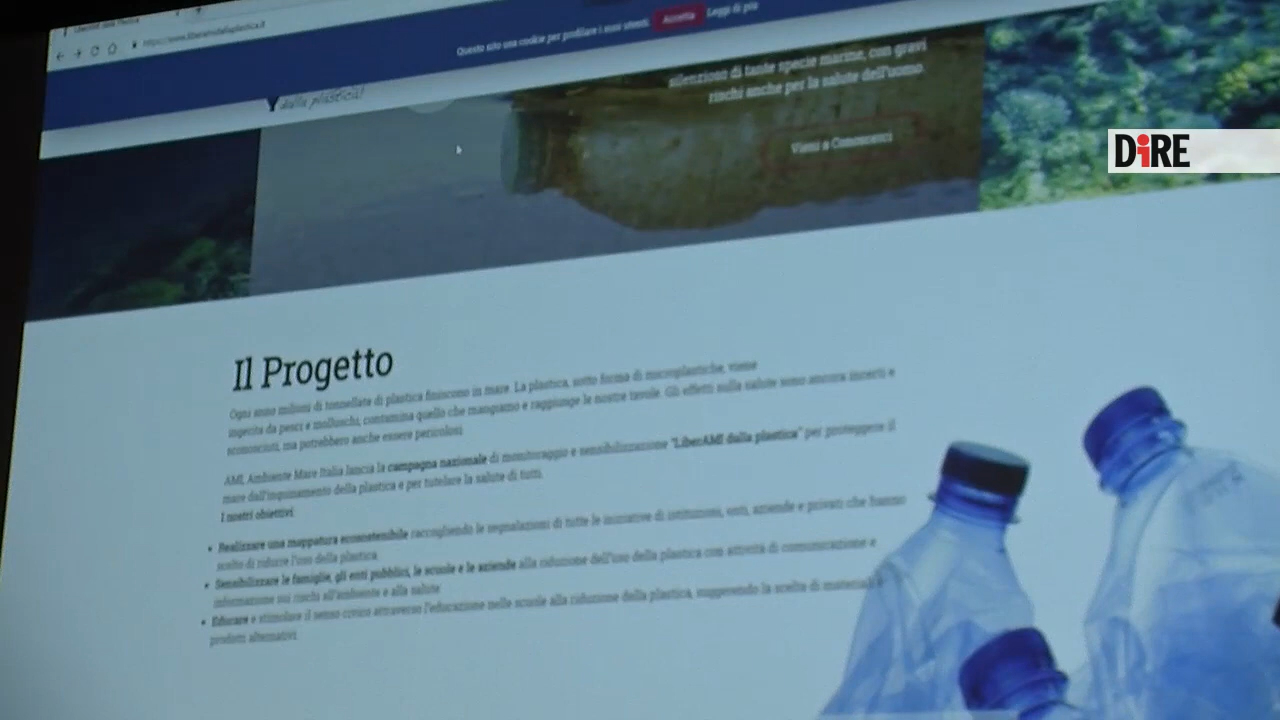 https://www.liberamidallaplastica.it
Questo sito usa cookie per profilare i suoi utenti. Accetta Leggi di più
dalla plastica!
silenzioso di tante specie marine, con gravi
rischi anche per la salute dell'uomo.
Vieni a Conoscerci
DiRE
Il Progetto
Ogni anno milioni di tonnellate di plastica finiscono in mare. La plastica, sotto forma di microplastiche, viene
ingerita da pesci e molluschi, contamina quello che mangiamo e raggiunge le nostre tavole. Gli effetti sulla salute sono ancora incerti e
sconosciuti, ma potrebbero anche essere pericolosi.
AMI, Ambiente Mare Italia lancia la campagna nazionale di monitoraggio e sensibilizzazione "LiberAMI dalla plastica" per proteggere il
mare dall'inquinamento della plastica e per tutelare la salute di tutti.
I nostri obiettivi:
Realizzare una mappatura ecosostenibile raccogliendo le segnalazioni di tutte le iniziative di istituzioni, enti, aziende e privati che hanno
scelto di ridurre l'uso della plastica.
Sensibilizzare le famiglie, gli enti pubblici, le scuole e le aziende alla riduzione dell'uso della plastica con attività di comunicazione e
informazione sui rischi all'ambiente e alla salute.
Educare e stimolare il senso civico attraverso l'educazione nelle scuole alla riduzione della plastica, suggerendo la scelta di materiali e
prodotti alternativi.